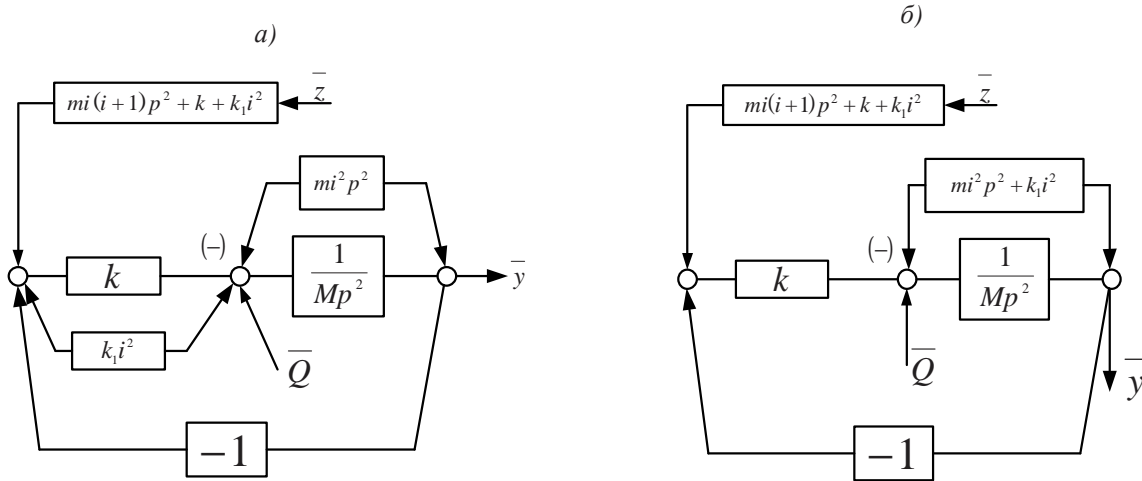 а)
z̅
mi(i+1)p² + k + k₁i²
mi²p²
(–)
k
1
Mp²
y̅
k₁i²
Q̅
−1
б)
z̅
mi(i+1)p² + k + k₁i²
mi²p² + k₁i²
(–)
k
1
Mp²
Q̅
y̅
−1